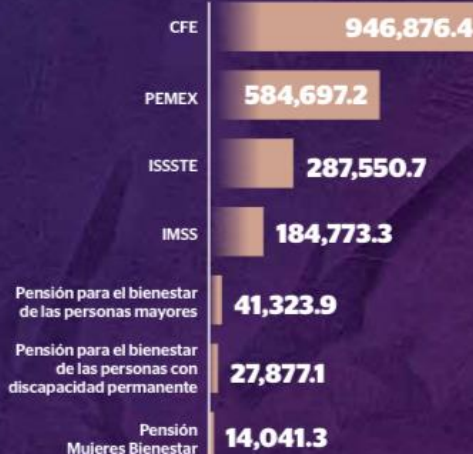 CFE 946,876.4
PEMEX 584,697.2
ISSSTE 287,550.7
IMSS 184,773.3
Pensión para el bienestar
de las personas mayores 41,323.9
Pensión para el bienestar
de las personas con
discapacidad permanente 27,877.1
Pensión
Mujeres Bienestar 14,041.3